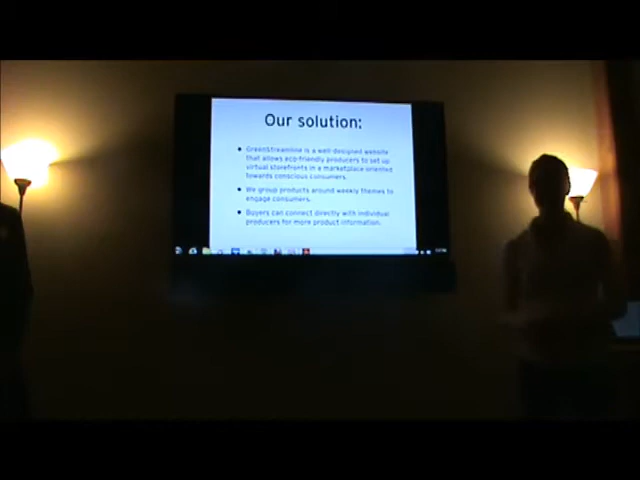 Our solution:
GreenStreamline is a well-designed website
that allows eco-friendly producers to set up
virtual storefronts in a marketplace oriented
towards conscious consumers.
We group products around weekly themes to
engage consumers.
Buyers can connect directly with individual
producers for more product information.